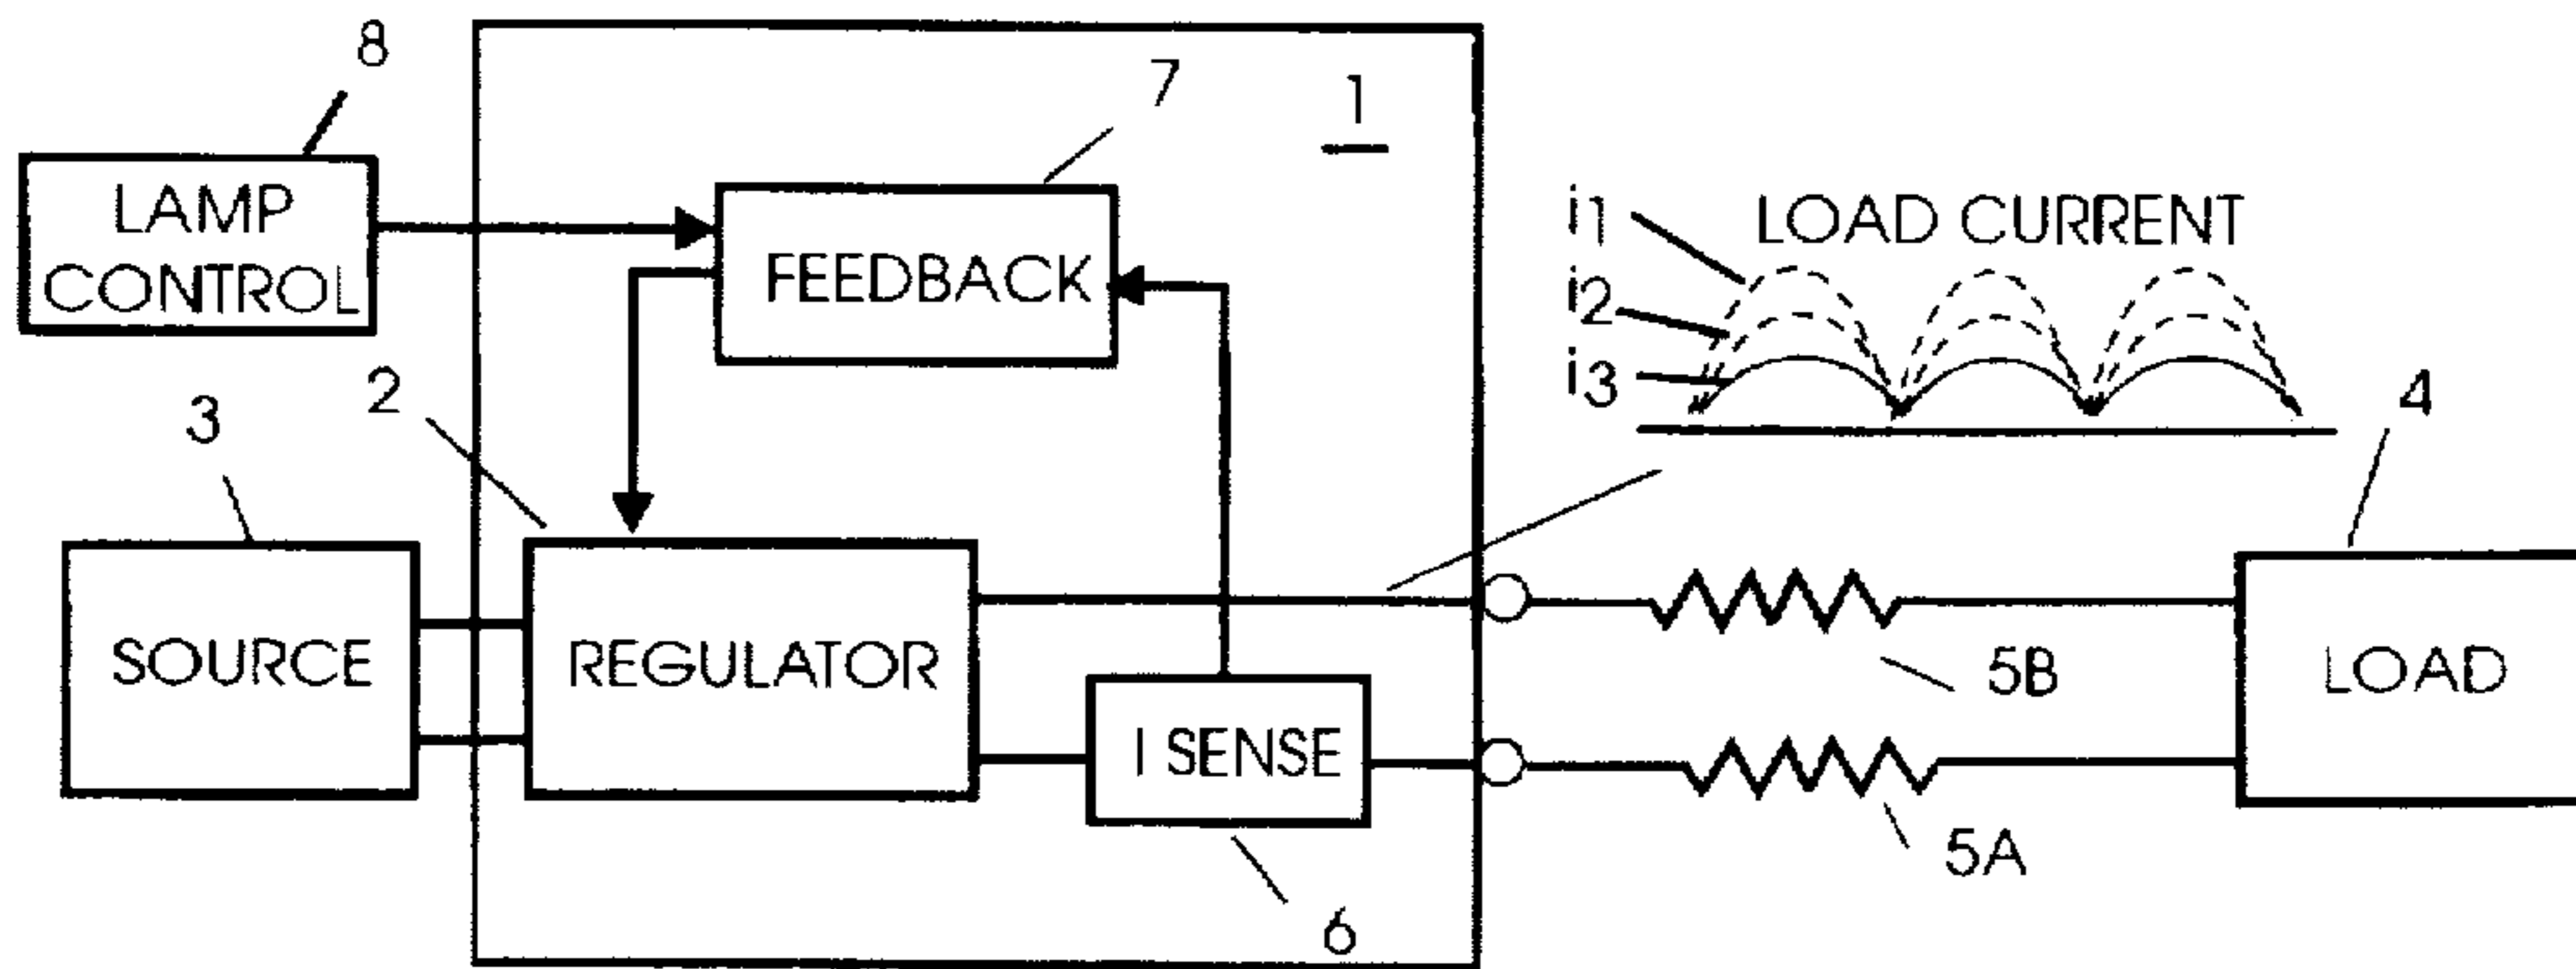 8
7
1
LAMP
CONTROL
FEEDBACK
i1
LOAD CURRENT
i2
i3
3
2
4
SOURCE
REGULATOR
I SENSE
5B
LOAD
5A
6